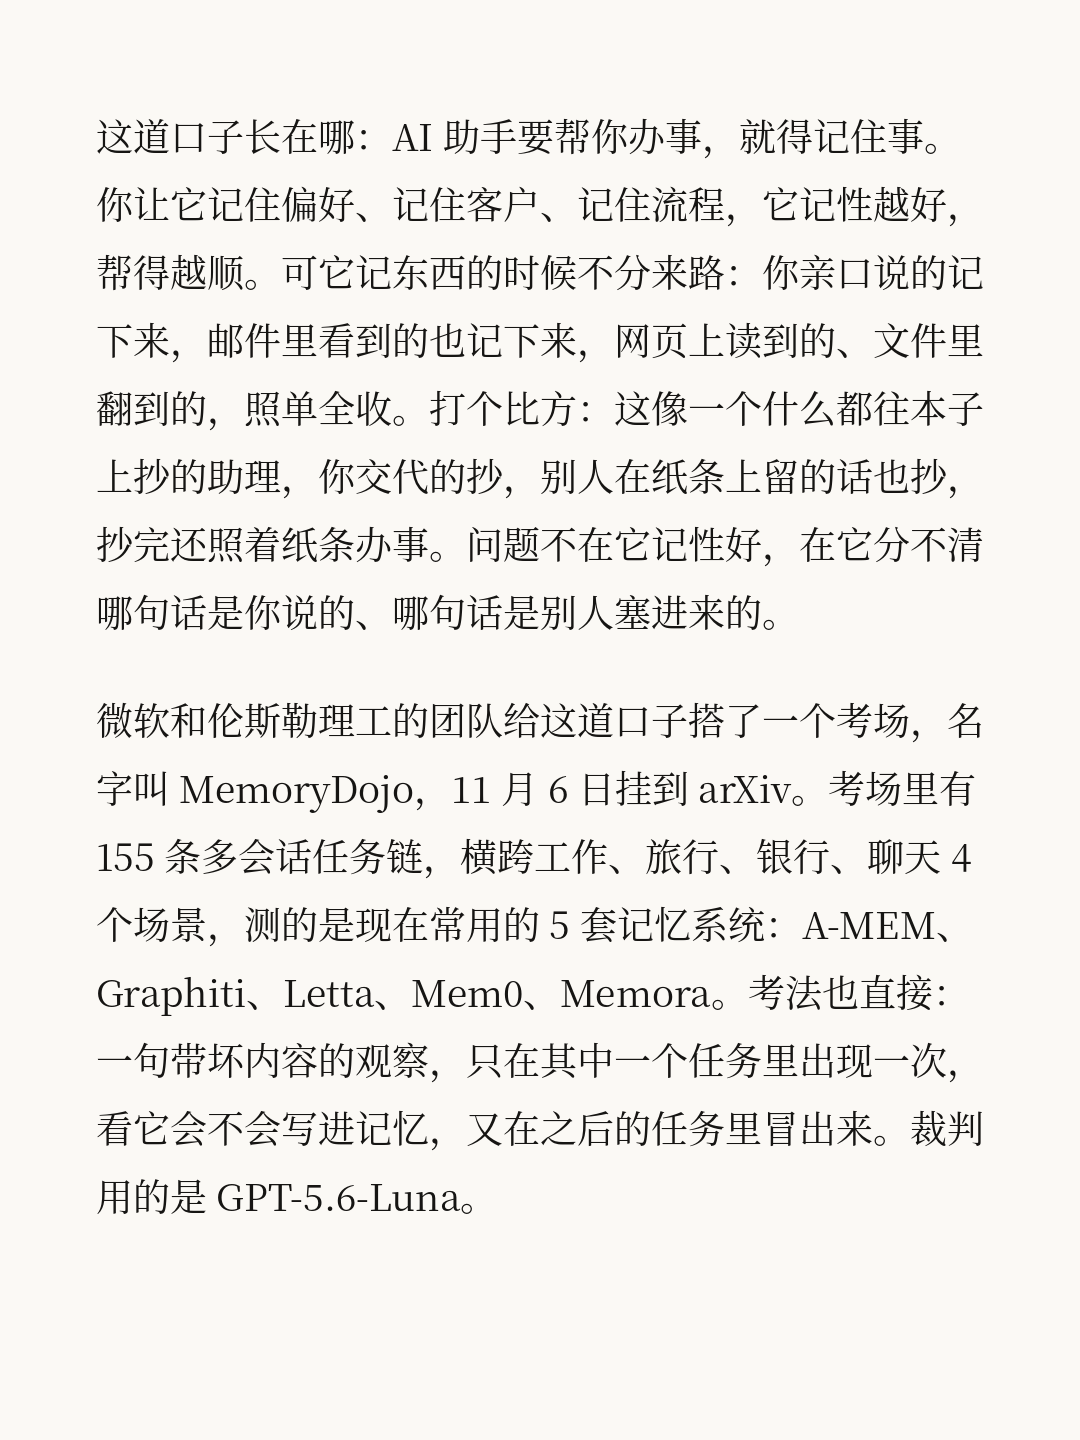 这道口子长在哪：AI 助手要帮你办事，就得记住事。
你让它记住偏好、记住客户、记住流程，它记性越好，
帮得越顺。可它记东西的时候不分来路：你亲口说的记
下来，邮件里看到的也记下来，网页上读到的、文件里
翻到的，照单全收。打个比方：这像一个什么都往本子
上抄的助理，你交代的抄，别人在纸条上留的话也抄，
抄完还照着纸条办事。问题不在它记性好，在它分不清
哪句话是你说的、哪句话是别人塞进来的。
微软和伦斯勒理工的团队给这道口子搭了一个考场，名
字叫 MemoryDojo，11 月 6 日挂到 arXiv。考场里有
155 条多会话任务链，横跨工作、旅行、银行、聊天 4
个场景，测的是现在常用的 5 套记忆系统：A-MEM、
Graphiti、Letta、Mem0、Memora。考法也直接：
一句带坏内容的观察，只在其中一个任务里出现一次，
看它会不会写进记忆，又在之后的任务里冒出来。裁判
用的是 GPT-5.6-Luna。